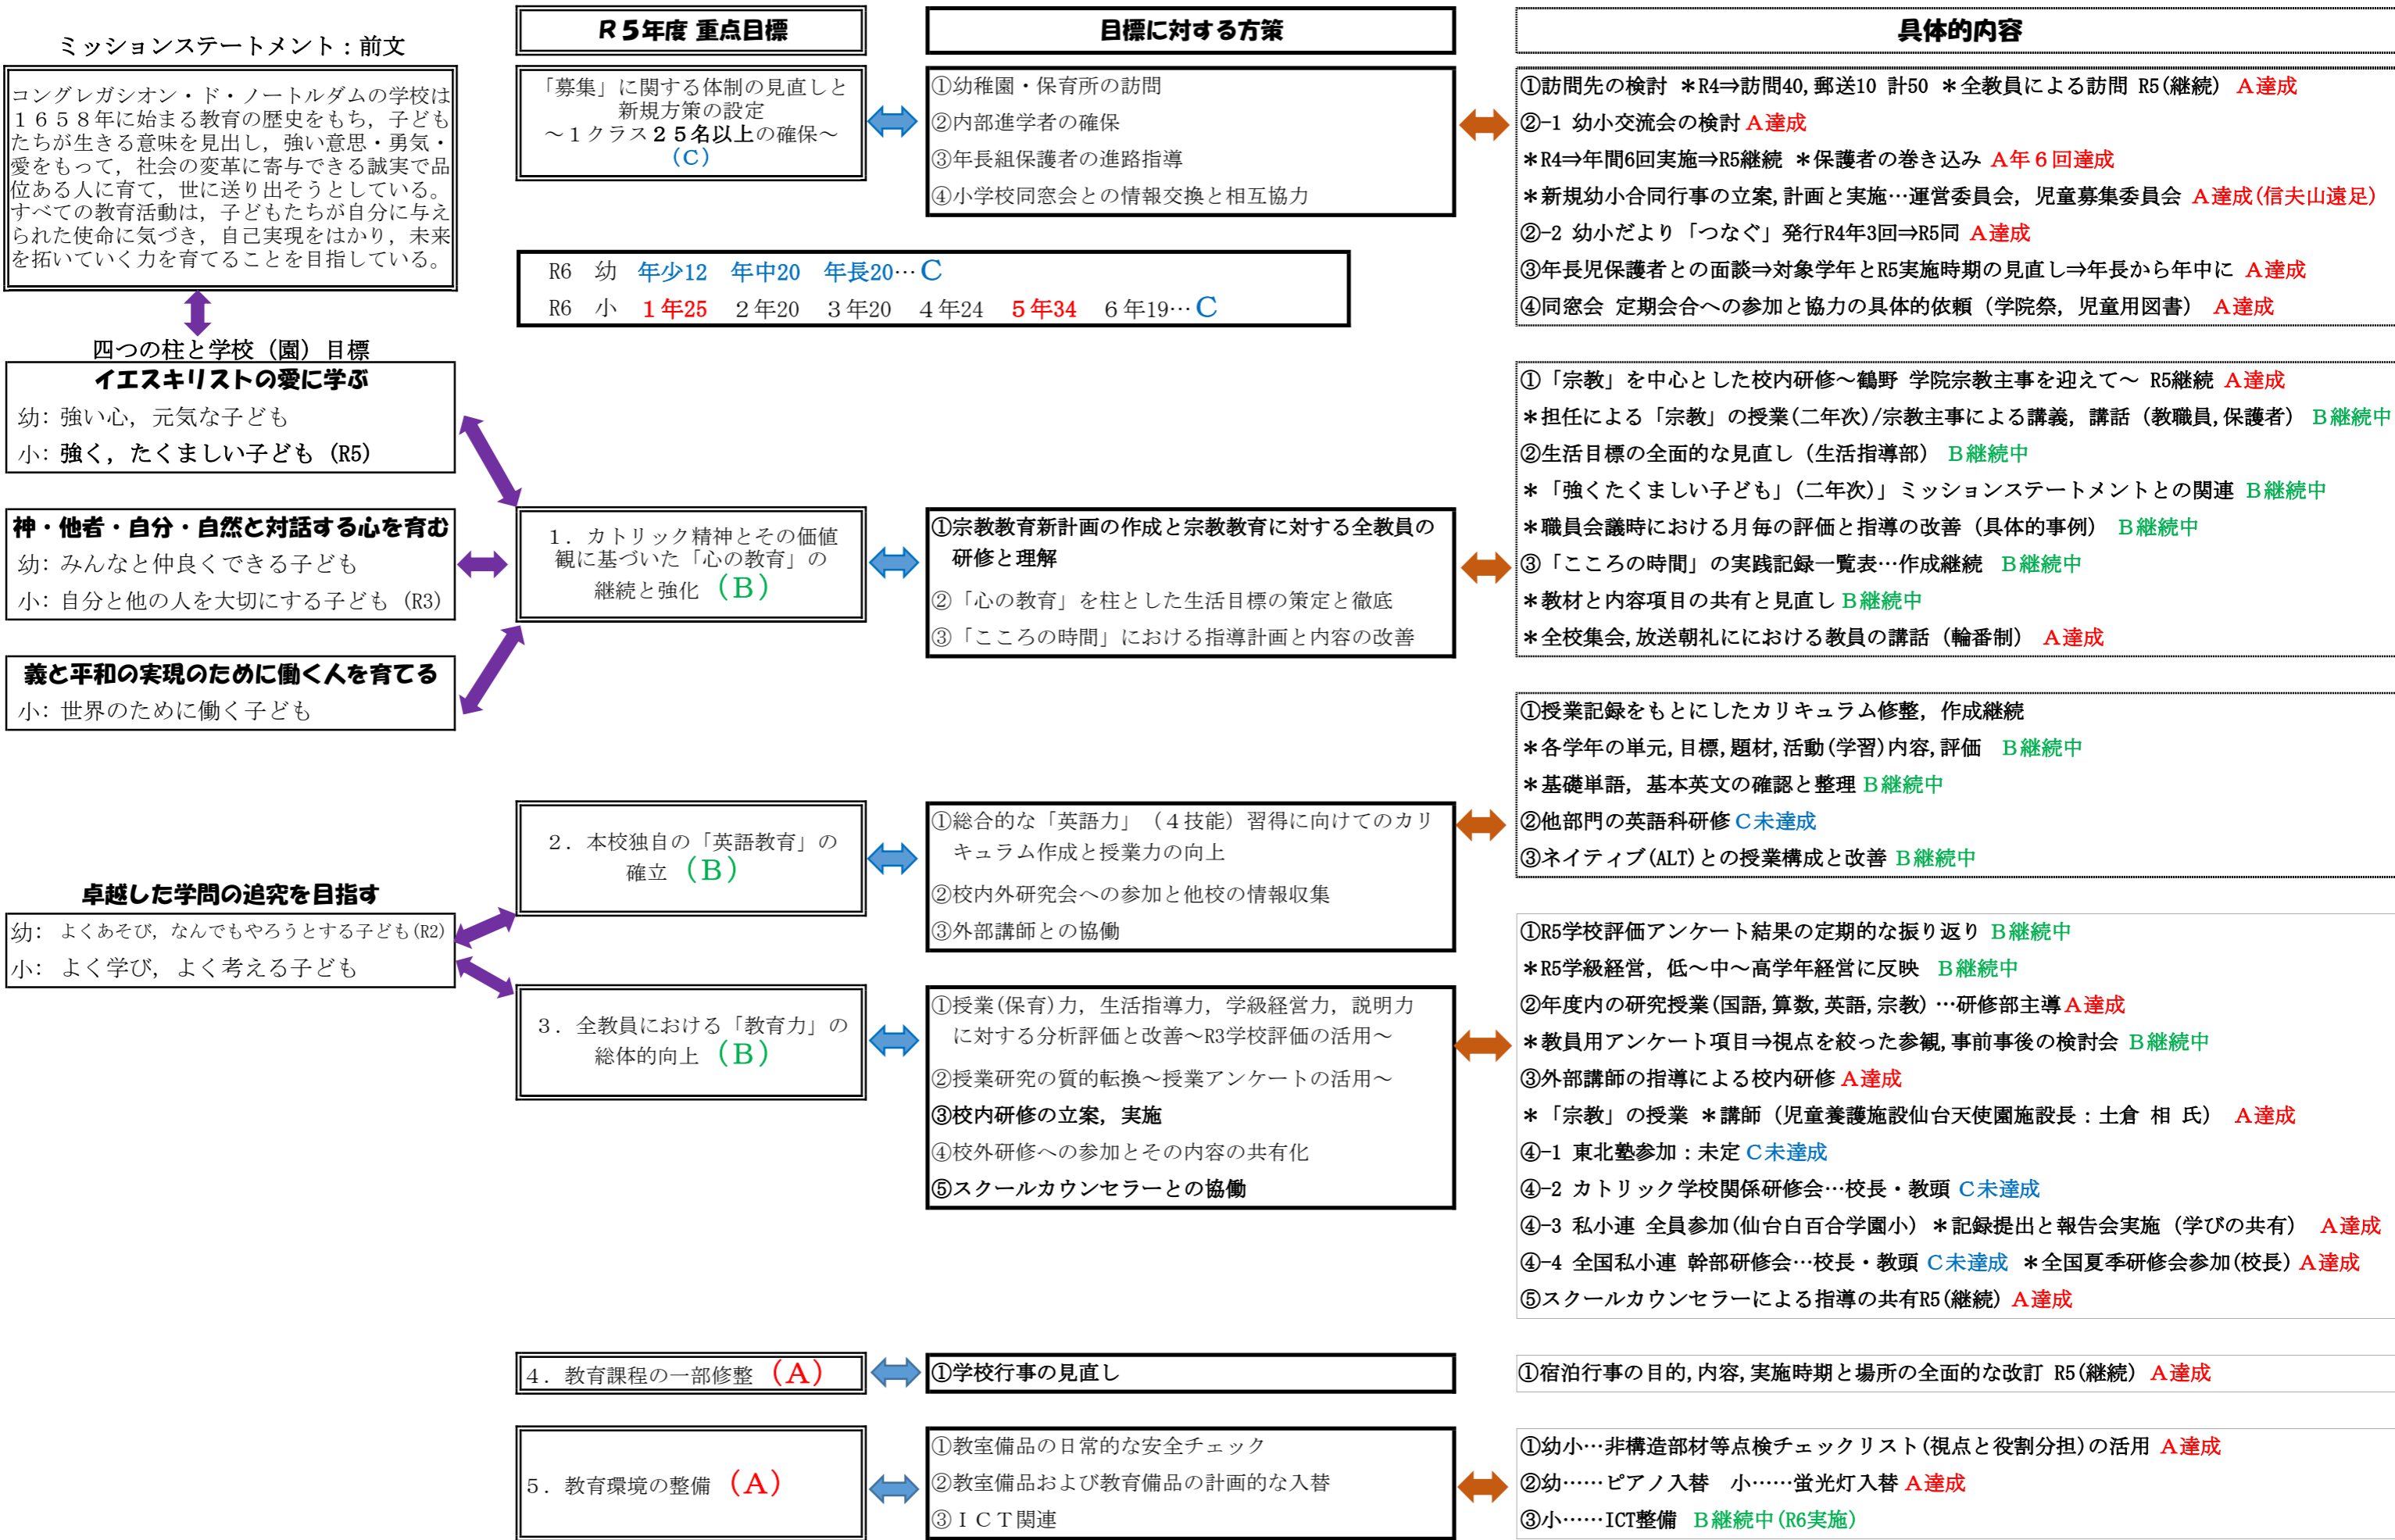 ミッションステートメント：前文
コングレガシオン・ド・ノートルダムの学校は
１６５８年に始まる教育の歴史をもち，子ども
たちが生きる意味を見出し，強い意思・勇気・
愛をもって，社会の変革に寄与できる誠実で品
位ある人に育て，世に送り出そうとしている。
すべての教育活動は，子どもたちが自分に与え
られた使命に気づき，自己実現をはかり，未来
を拓いていく力を育てることを目指している。
四つの柱と学校（園）目標
イエスキリストの愛に学ぶ
幼：強い心，元気な子ども
小：強く，たくましい子ども（R5）
神・他者・自分・自然と対話する心を育む
幼：みんなと仲良くできる子ども
小：自分と他の人を大切にする子ども（R3）
義と平和の実現のために働く人を育てる
小：世界のために働く子ども
卓越した学問の追究を目指す
幼： よくあそび，なんでもやろうとする子ども(R2)
小： よく学び，よく考える子ども
Ｒ５年度 重点目標
「募集」に関する体制の見直しと
新規方策の設定
～１クラス２５名以上の確保～
（C）
R6 幼 年少12 年中20 年長20…C
R6 小 １年25 ２年20 ３年20 ４年24 ５年34 ６年19…C
１．カトリック精神とその価値
観に基づいた「心の教育」の
継続と強化 （B）
２．本校独自の「英語教育」の
確立 （B）
３．全教員における「教育力」の
総体的向上 （B）
４．教育課程の一部修整 （A）
５．教育環境の整備 （A）
目標に対する方策
①幼稚園・保育所の訪問
②内部進学者の確保
③年長組保護者の進路指導
④小学校同窓会との情報交換と相互協力
①宗教教育新計画の作成と宗教教育に対する全教員の
研修と理解
②「心の教育」を柱とした生活目標の策定と徹底
③「こころの時間」における指導計画と内容の改善
①総合的な「英語力」（４技能）習得に向けてのカリ
キュラム作成と授業力の向上
②校内外研究会への参加と他校の情報収集
③外部講師との協働
①授業(保育)力，生活指導力，学級経営力，説明力
に対する分析評価と改善～R3学校評価の活用～
②授業研究の質的転換～授業アンケートの活用～
③校内研修の立案，実施
④校外研修への参加とその内容の共有化
⑤スクールカウンセラーとの協働
①学校行事の見直し
①教室備品の日常的な安全チェック
②教室備品および教育備品の計画的な入替
③ＩＣＴ関連
具体的内容
①訪問先の検討 ＊R4⇒訪問40,郵送10 計50 ＊全教員による訪問 R5(継続) A達成
②-1 幼小交流会の検討 A達成
＊R4⇒年間6回実施⇒R5継続 ＊保護者の巻き込み A年６回達成
＊新規幼小合同行事の立案,計画と実施…運営委員会，児童募集委員会 A達成(信夫山遠足)
②-2 幼小だより「つなぐ」発行R4年3回⇒R5同 A達成
③年長児保護者との面談⇒対象学年とR5実施時期の見直し⇒年長から年中に A達成
④同窓会 定期会合への参加と協力の具体的依頼（学院祭，児童用図書） A達成
①「宗教」を中心とした校内研修～鶴野 学院宗教主事を迎えて～ R5継続 A達成
＊担任による「宗教」の授業(二年次)/宗教主事による講義，講話（教職員,保護者） B継続中
②生活目標の全面的な見直し（生活指導部） B継続中
＊「強くたくましい子ども」(二年次)」ミッションステートメントとの関連 B継続中
＊職員会議時における月毎の評価と指導の改善（具体的事例） B継続中
③「こころの時間」の実践記録一覧表…作成継続 B継続中
＊教材と内容項目の共有と見直し B継続中
＊全校集会,放送朝礼ににおける教員の講話（輪番制） A達成
①授業記録をもとにしたカリキュラム修整，作成継続
＊各学年の単元,目標,題材,活動(学習)内容,評価 B継続中
＊基礎単語，基本英文の確認と整理 B継続中
②他部門の英語科研修 C未達成
③ネイティブ(ALT)との授業構成と改善 B継続中
①R5学校評価アンケート結果の定期的な振り返り B継続中
＊R5学級経営，低～中～高学年経営に反映 B継続中
②年度内の研究授業(国語,算数,英語,宗教)…研修部主導 A達成
＊教員用アンケート項目⇒視点を絞った参観,事前事後の検討会 B継続中
③外部講師の指導による校内研修 A達成
＊「宗教」の授業 ＊講師（児童養護施設仙台天使園施設長：土倉 相 氏） A達成
④-1 東北塾参加：未定 C未達成
④-2 カトリック学校関係研修会…校長・教頭 C未達成
④-3 私小連 全員参加(仙台白百合学園小) ＊記録提出と報告会実施（学びの共有） A達成
④-4 全国私小連 幹部研修会…校長・教頭 C未達成 ＊全国夏季研修会参加(校長) A達成
⑤スクールカウンセラーによる指導の共有R5(継続) A達成
①宿泊行事の目的,内容,実施時期と場所の全面的な改訂 R5(継続) A達成
①幼小…非構造部材等点検チェックリスト(視点と役割分担)の活用 A達成
②幼……ピアノ入替 小……蛍光灯入替 A達成
③小……ICT整備 B継続中(R6実施)